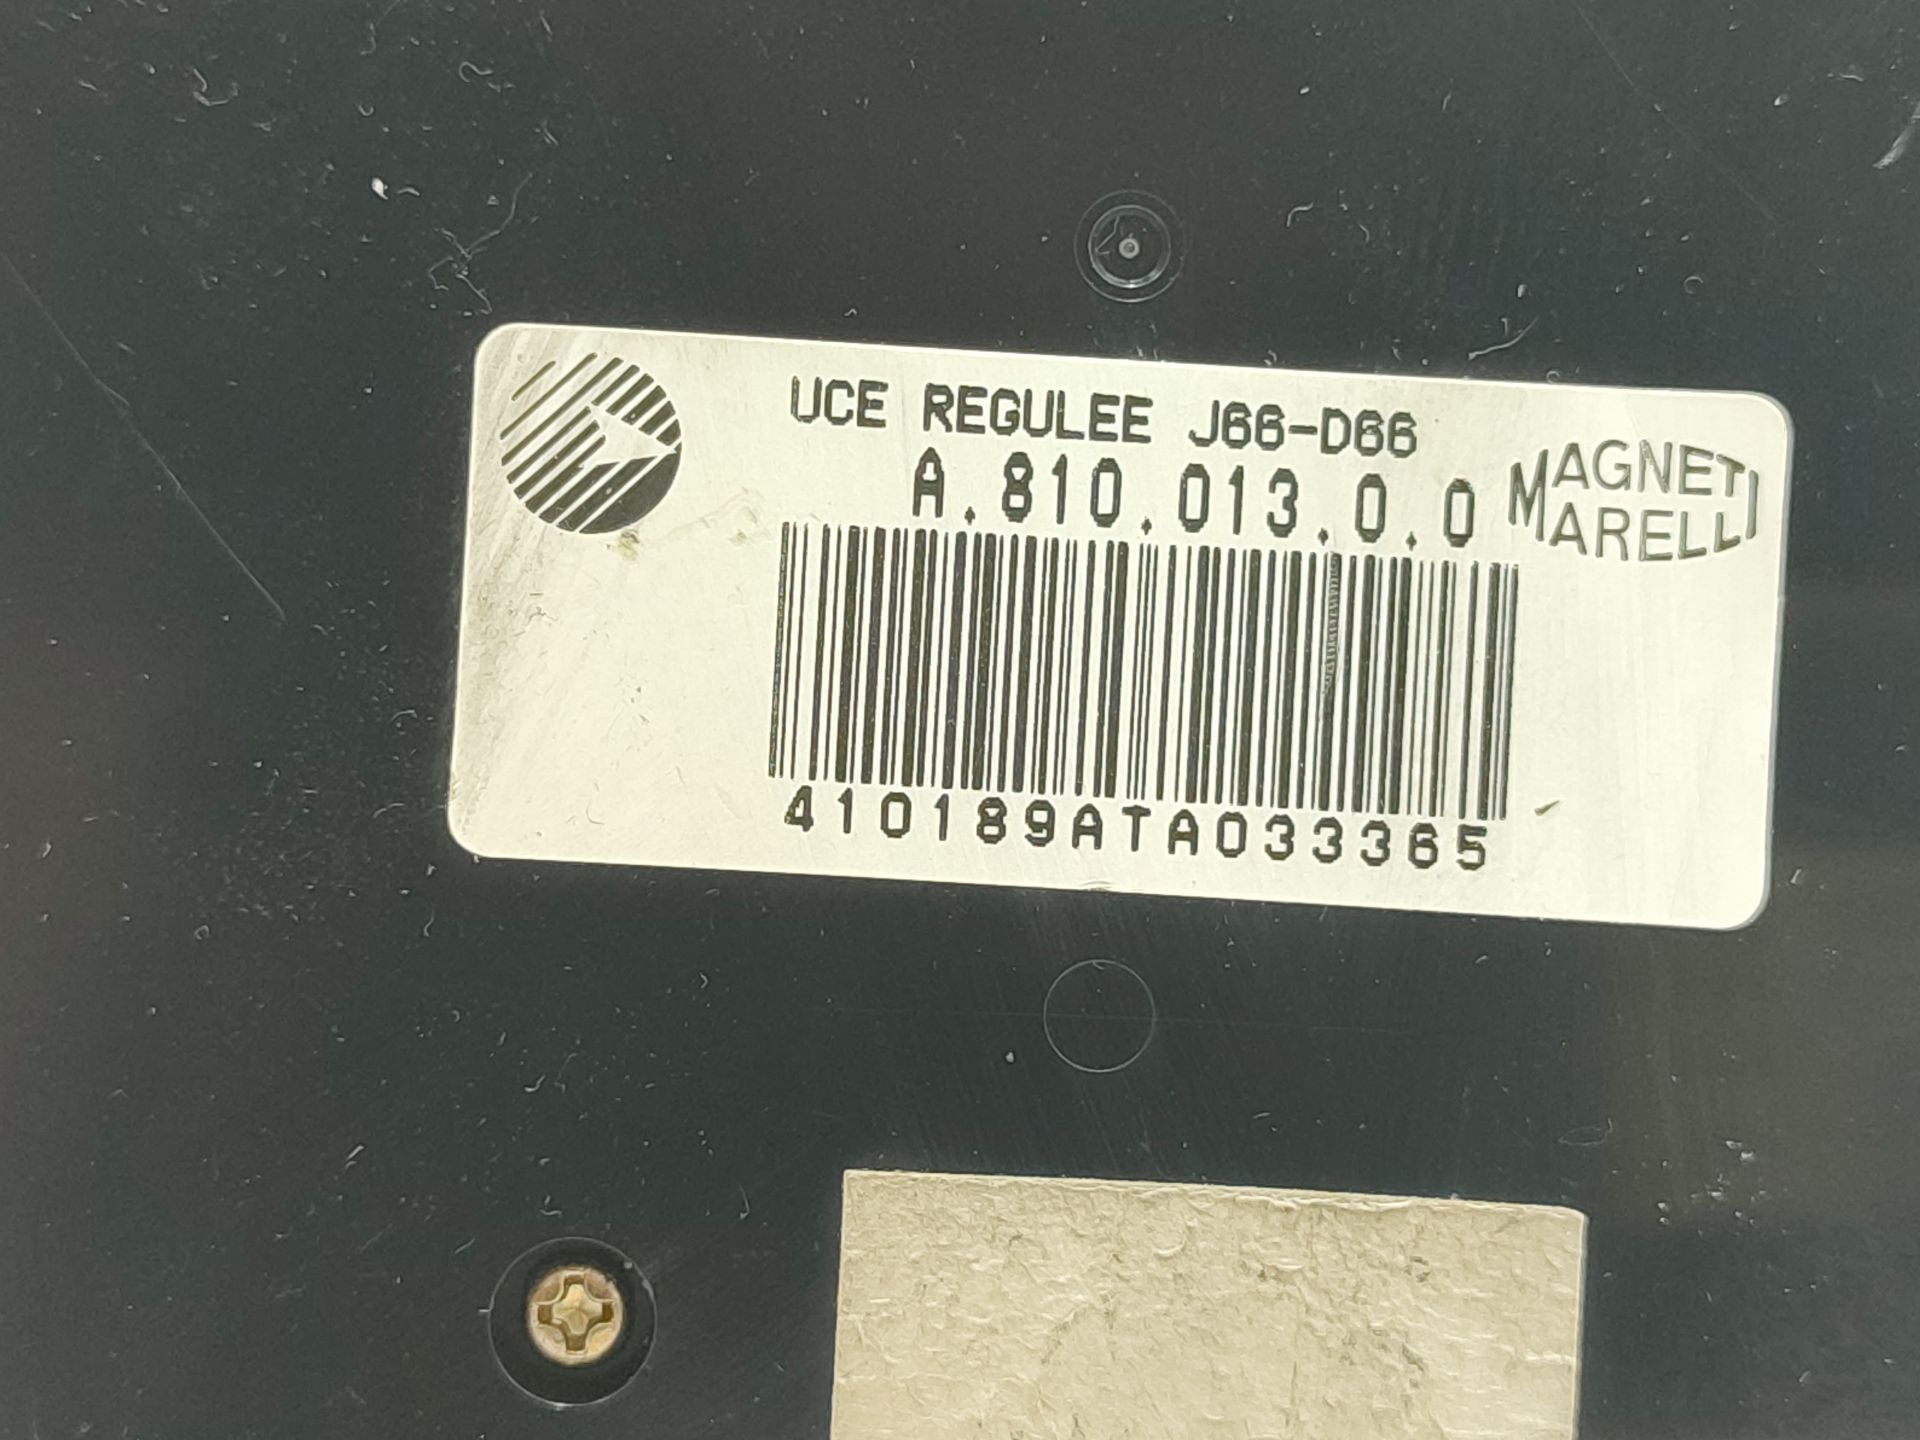 UCE REGULEE J66-D66
A.810.013.0.0
MAGNETI
MARELLI
410189ATA033365